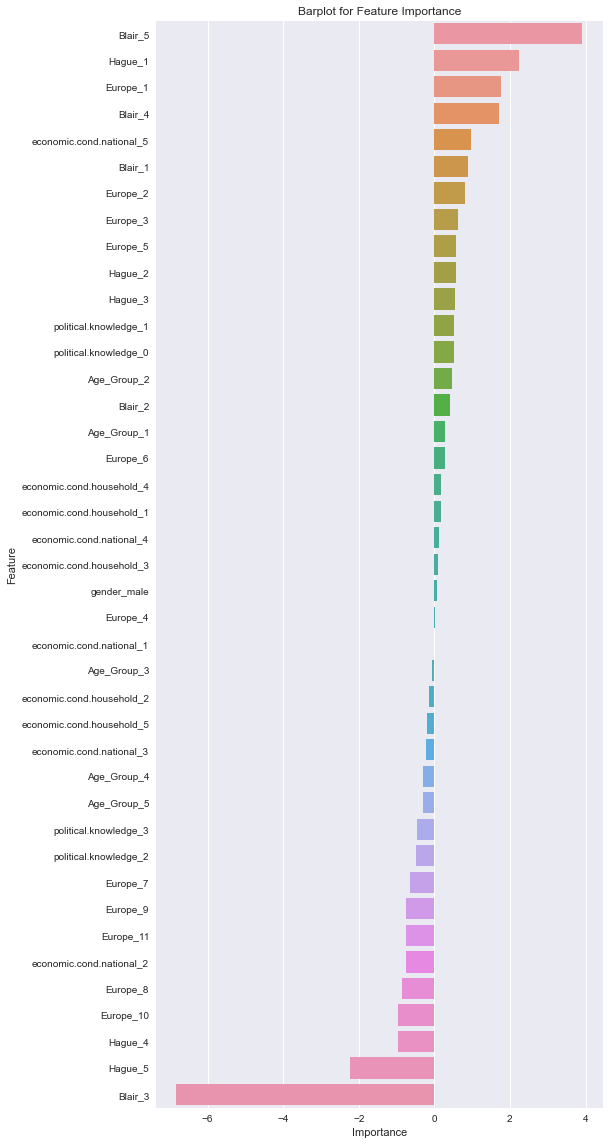 Barplot for Feature Importance
Blair_5
Hague_1
Europe_1
Blair_4
economic.cond.national_5
Blair_1
Europe_2
Europe_3
Europe_5
Hague_2
Hague_3
political.knowledge_1
political.knowledge_0
Age_Group_2
Blair_2
Age_Group_1
Europe_6
economic.cond.household_4
economic.cond.household_1
economic.cond.national_4
economic.cond.household_3
gender_male
Europe_4
economic.cond.national_1
Age_Group_3
economic.cond.household_2
economic.cond.household_5
economic.cond.national_3
Age_Group_4
Age_Group_5
political.knowledge_3
political.knowledge_2
Europe_7
Europe_9
Europe_11
economic.cond.national_2
Europe_8
Europe_10
Hague_4
Hague_5
Blair_3
Feature
−6 −4 −2 0 2 4
Importance